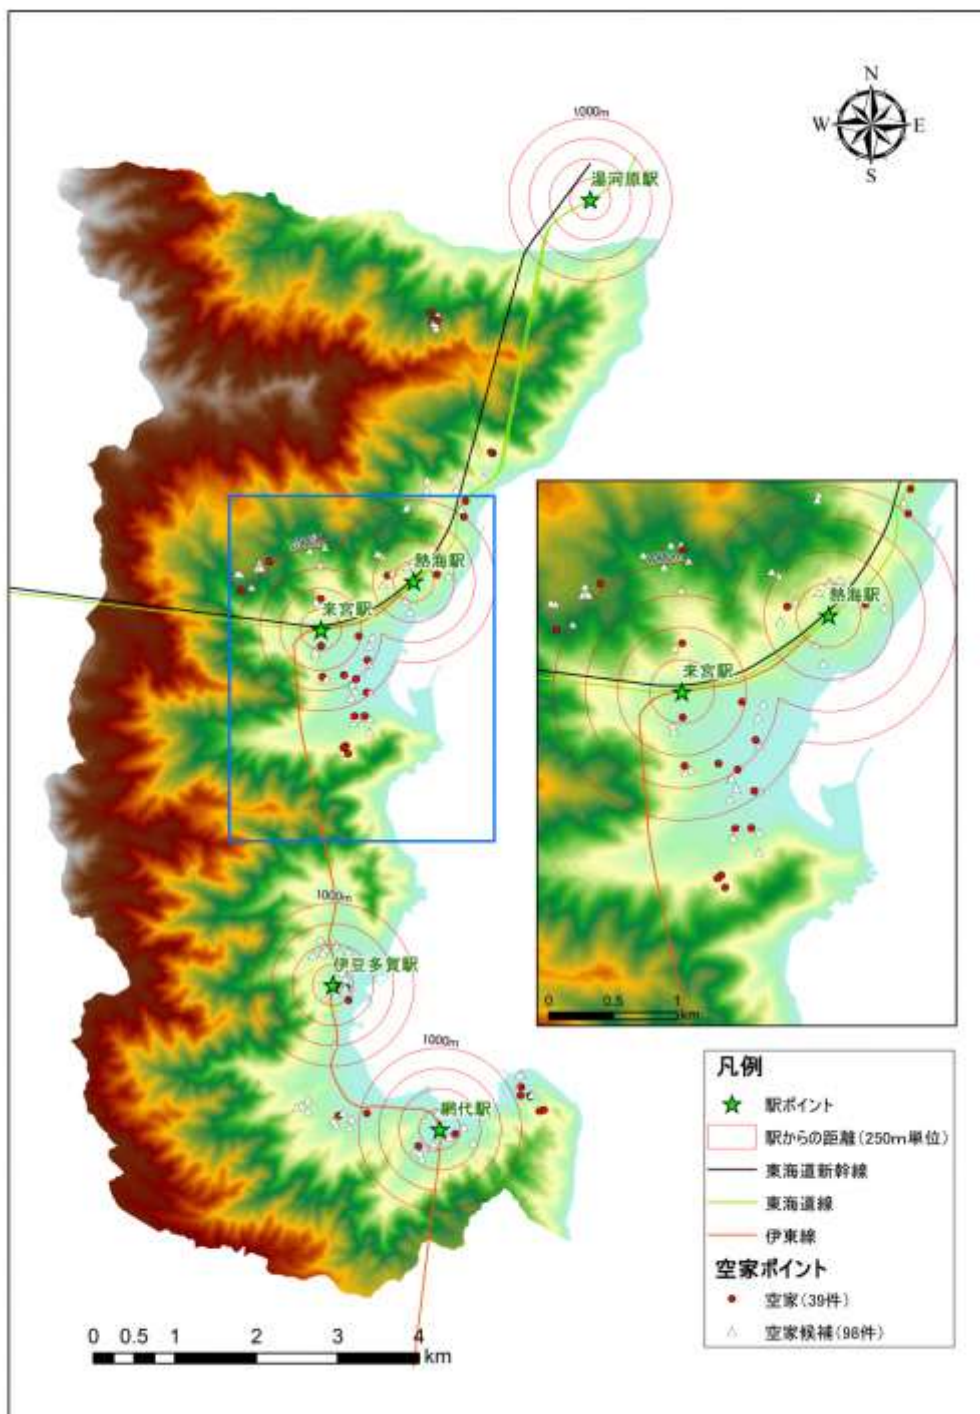 N
W E
S
1000m
湯河原駅
熱海駅
来宮駅
熱海駅
来宮駅
1000m
伊豆多賀駅
0 0.5 1
km
1000m
網代駅
凡例
駅ポイント
駅からの距離(250m単位)
東海道新幹線
東海道線
伊東線
空家ポイント
空家(39件)
空家候補(98件)
0 0.5 1 2 3 4
km